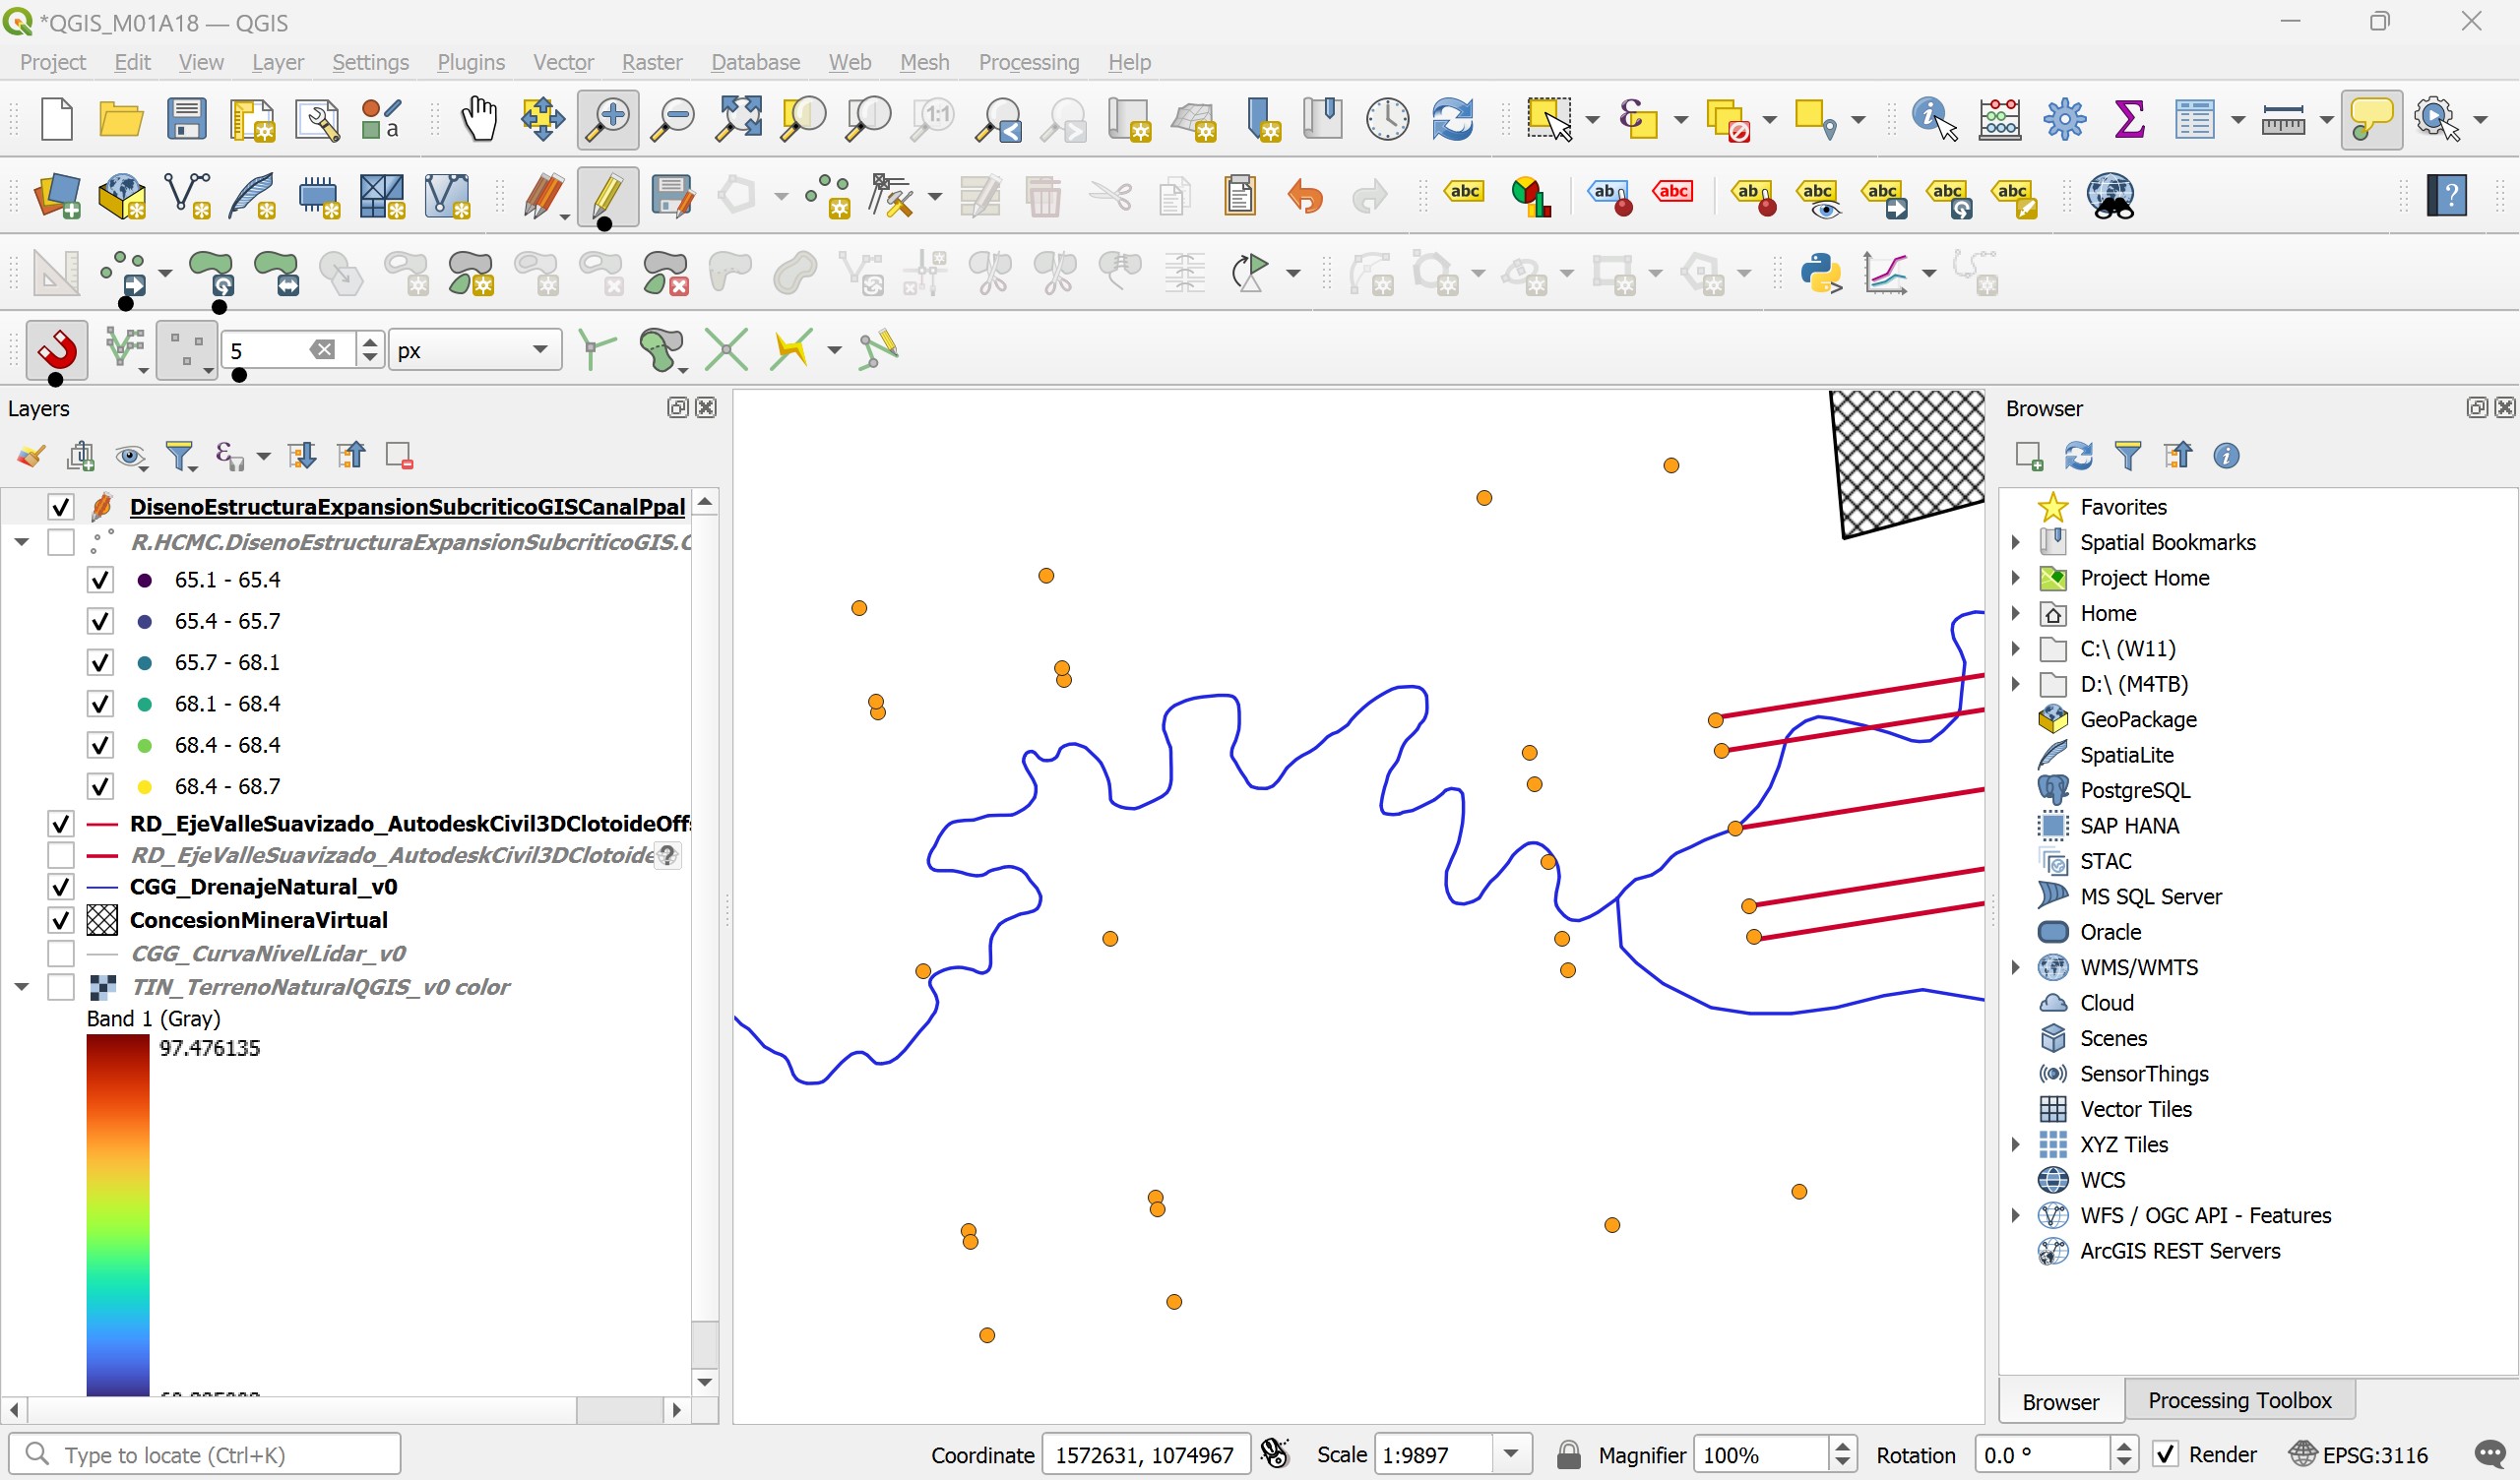 *QGIS_M01A18 — QGIS
Project Edit View Layer Settings Plugins Vector Raster Database Web Mesh Processing Help
5 px
Layers
DisenoEstructuraExpansionSubcriticoGISCanalPpal
R.HCMC.DisenoEstructuraExpansionSubcriticoGIS.C
65.1 - 65.4
65.4 - 65.7
65.7 - 68.1
68.1 - 68.4
68.4 - 68.4
68.4 - 68.7
RD_EjeValleSuavizado_AutodeskCivil3DClotoideOff
RD_EjeValleSuavizado_AutodeskCivil3DClotoide
CGG_DrenajeNatural_v0
ConcesionMineraVirtual
CGG_CurvaNivelLidar_v0
TIN_TerrenoNaturalQGIS_v0 color
Band 1 (Gray)
97.476135
Browser
Favorites
Spatial Bookmarks
Project Home
Home
C:\ (W11)
D:\ (M4TB)
GeoPackage
SpatiaLite
PostgreSQL
SAP HANA
STAC
MS SQL Server
Oracle
WMS/WMTS
Cloud
Scenes
SensorThings
Vector Tiles
XYZ Tiles
WCS
WFS / OGC API - Features
ArcGIS REST Servers
Browser Processing Toolbox
Type to locate (Ctrl+K) Coordinate 1572631, 1074967 Scale 1:9897 Magnifier 100% Rotation 0.0 ° Render EPSG:3116